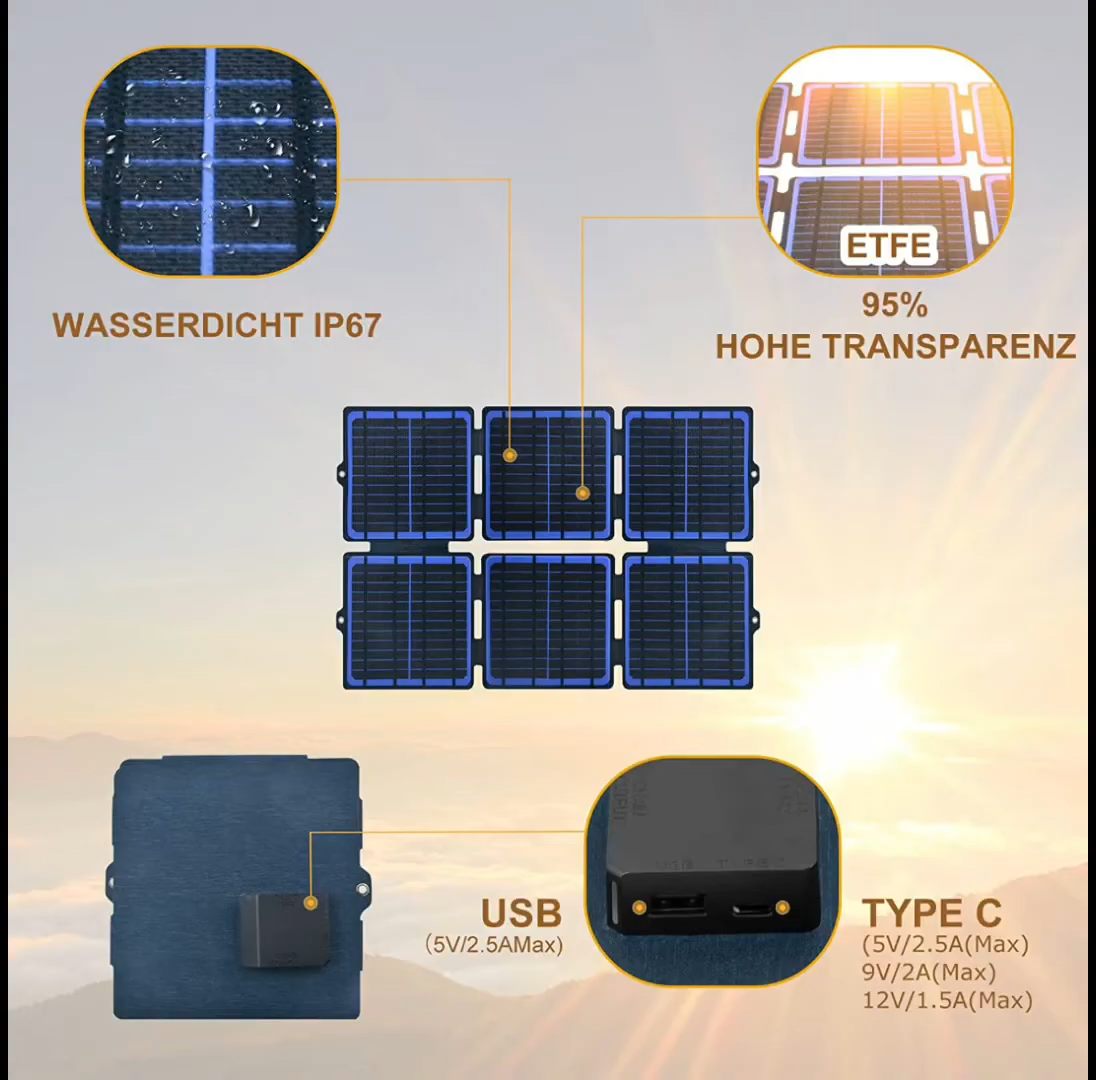 ETFE
WASSERDICHT IP67
95%
HOHE TRANSPARENZ
USB
(5V/2.5AMax)
TYPE C
(5V/2.5A(Max)
9V/2A(Max)
12V/1.5A(Max)